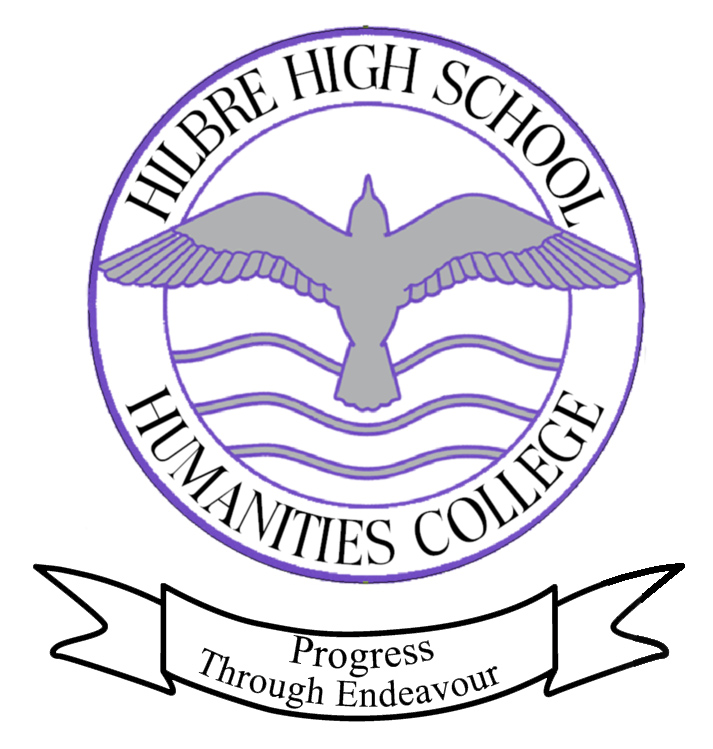 HILBRE HIGH SCHOOL
HUMANITIES COLLEGE
Progress
Through Endeavour